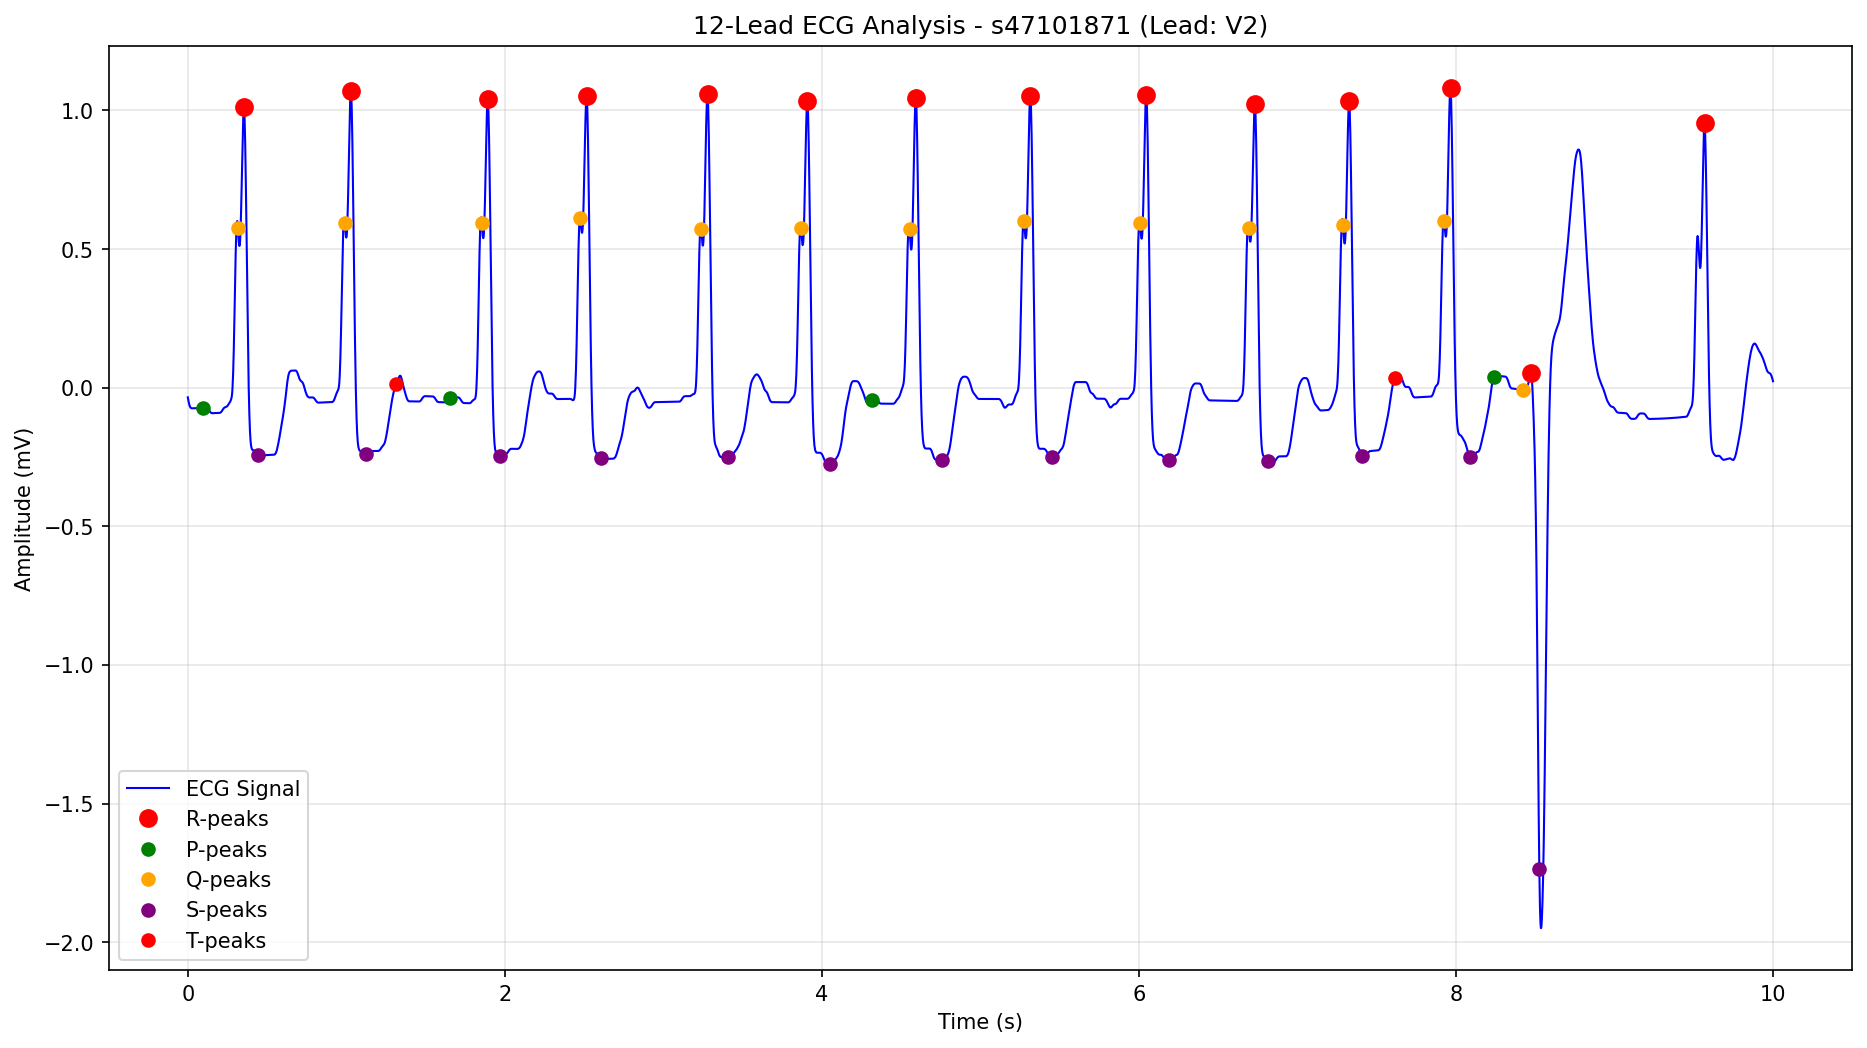 12-Lead ECG Analysis - s47101871 (Lead: V2)
Amplitude (mV)
1.0
0.5
0.0
−0.5
−1.0
−1.5
−2.0
ECG Signal
R-peaks
P-peaks
Q-peaks
S-peaks
T-peaks
0 2 4 6 8 10
Time (s)